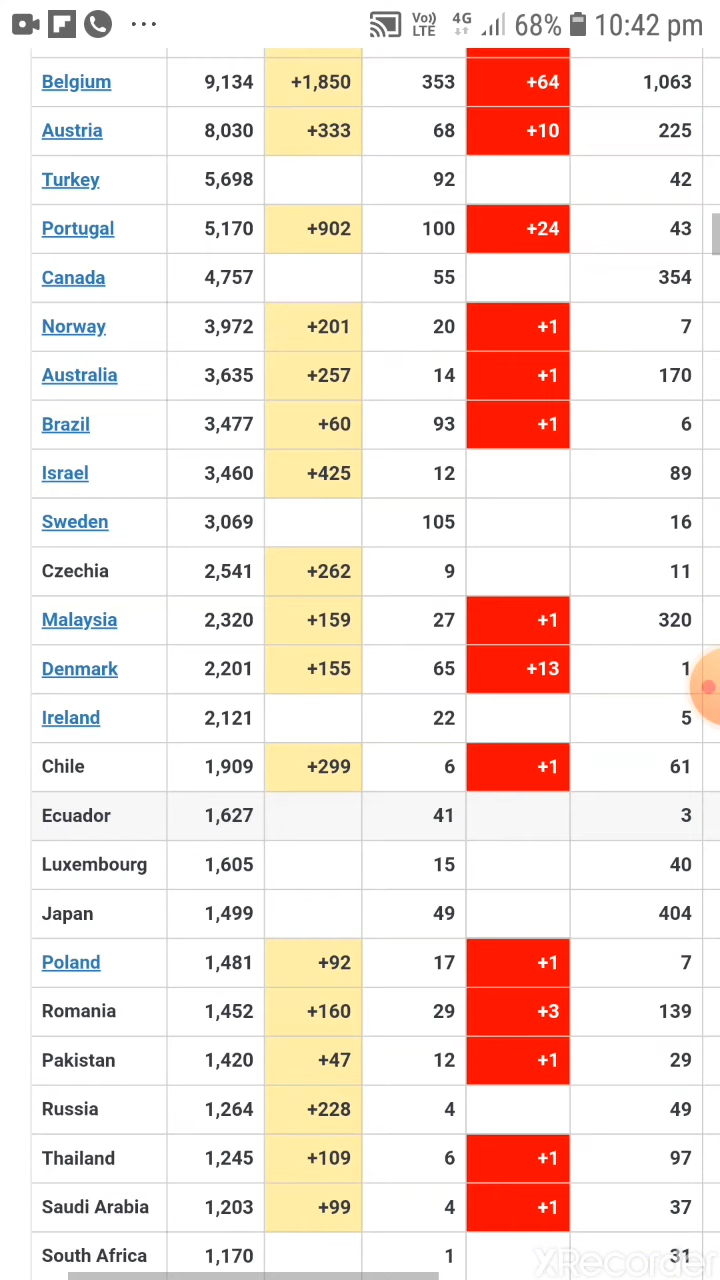 Vo)) LTE 4G 68% 10:42 pm
Belgium 9,134 +1,850 353 +64 1,063
Austria 8,030 +333 68 +10 225
Turkey 5,698 92 42
Portugal 5,170 +902 100 +24 43
Canada 4,757 55 354
Norway 3,972 +201 20 +1 7
Australia 3,635 +257 14 +1 170
Brazil 3,477 +60 93 +1 6
Israel 3,460 +425 12 89
Sweden 3,069 105 16
Czechia 2,541 +262 9 11
Malaysia 2,320 +159 27 +1 320
Denmark 2,201 +155 65 +13 1
Ireland 2,121 22 5
Chile 1,909 +299 6 +1 61
Ecuador 1,627 41 3
Luxembourg 1,605 15 40
Japan 1,499 49 404
Poland 1,481 +92 17 +1 7
Romania 1,452 +160 29 +3 139
Pakistan 1,420 +47 12 +1 29
Russia 1,264 +228 4 49
Thailand 1,245 +109 6 +1 97
Saudi Arabia 1,203 +99 4 +1 37
South Africa 1,170 1 31
XRecorder